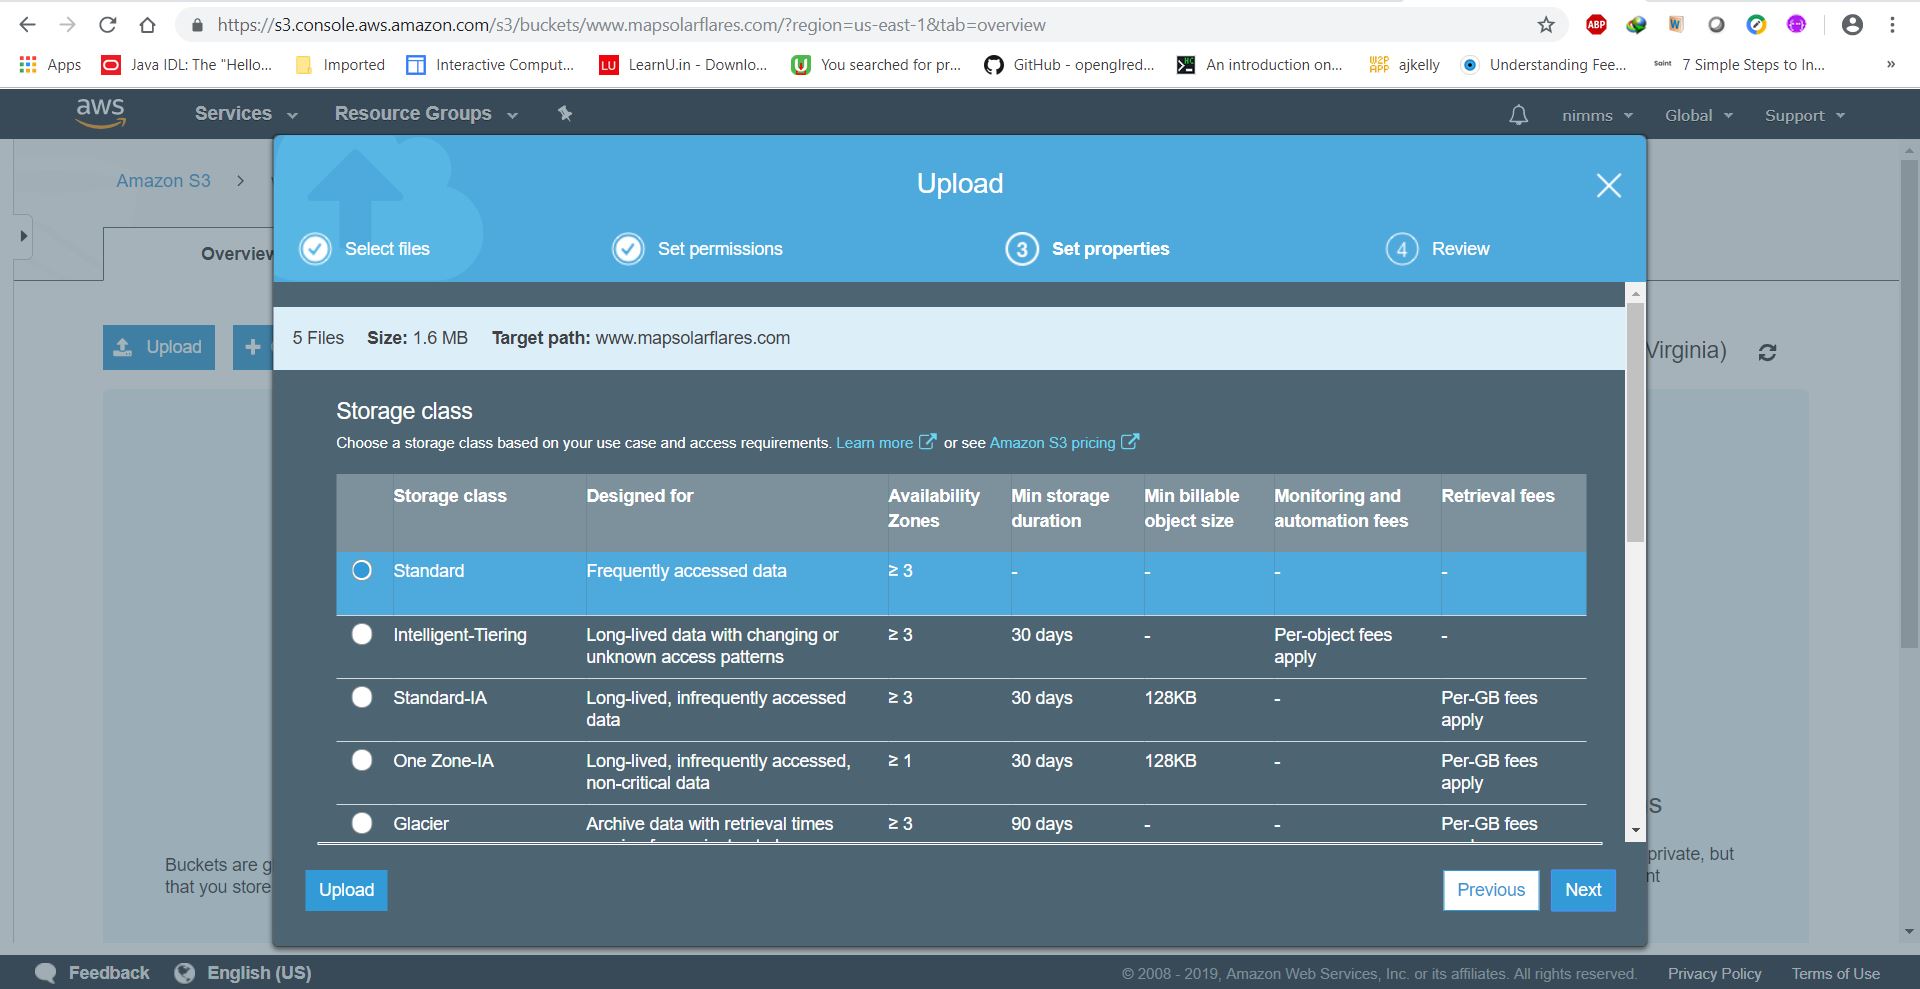 https://s3.console.aws.amazon.com/s3/buckets/www.mapsolarflares.com/?region=us-east-1&tab=overview
ABP W
Apps Java IDL: The "Hello... Imported Interactive Comput... LU LearnU.in - Downlo... You searched for pr... GitHub - openglred... HC An introduction on... W2P APP ajkelly Understanding Fee... Saint 7 Simple Steps to In... »
aws Services Resource Groups nimms Global Support
Amazon S3 >
Upload
Select files Set permissions 3 Set properties 4 Review
Overview
5 Files Size: 1.6 MB Target path: www.mapsolarflares.com
Upload + Virginia)
Storage class
Choose a storage class based on your use case and access requirements. Learn more or see Amazon S3 pricing
Storage class Designed for Availability Zones Min storage duration Min billable object size Monitoring and automation fees Retrieval fees
Standard Frequently accessed data ≥ 3 - - - -
Intelligent-Tiering Long-lived data with changing or unknown access patterns ≥ 3 30 days - Per-object fees apply -
Standard-IA Long-lived, infrequently accessed data ≥ 3 30 days 128KB - Per-GB fees apply
One Zone-IA Long-lived, infrequently accessed, non-critical data ≥ 1 30 days 128KB - Per-GB fees apply
Glacier Archive data with retrieval times ≥ 3 90 days - - Per-GB fees
s
Buckets are g
that you store
private, but
nt
Upload Previous Next
Feedback English (US) © 2008 - 2019, Amazon Web Services, Inc. or its affiliates. All rights reserved. Privacy Policy Terms of Use